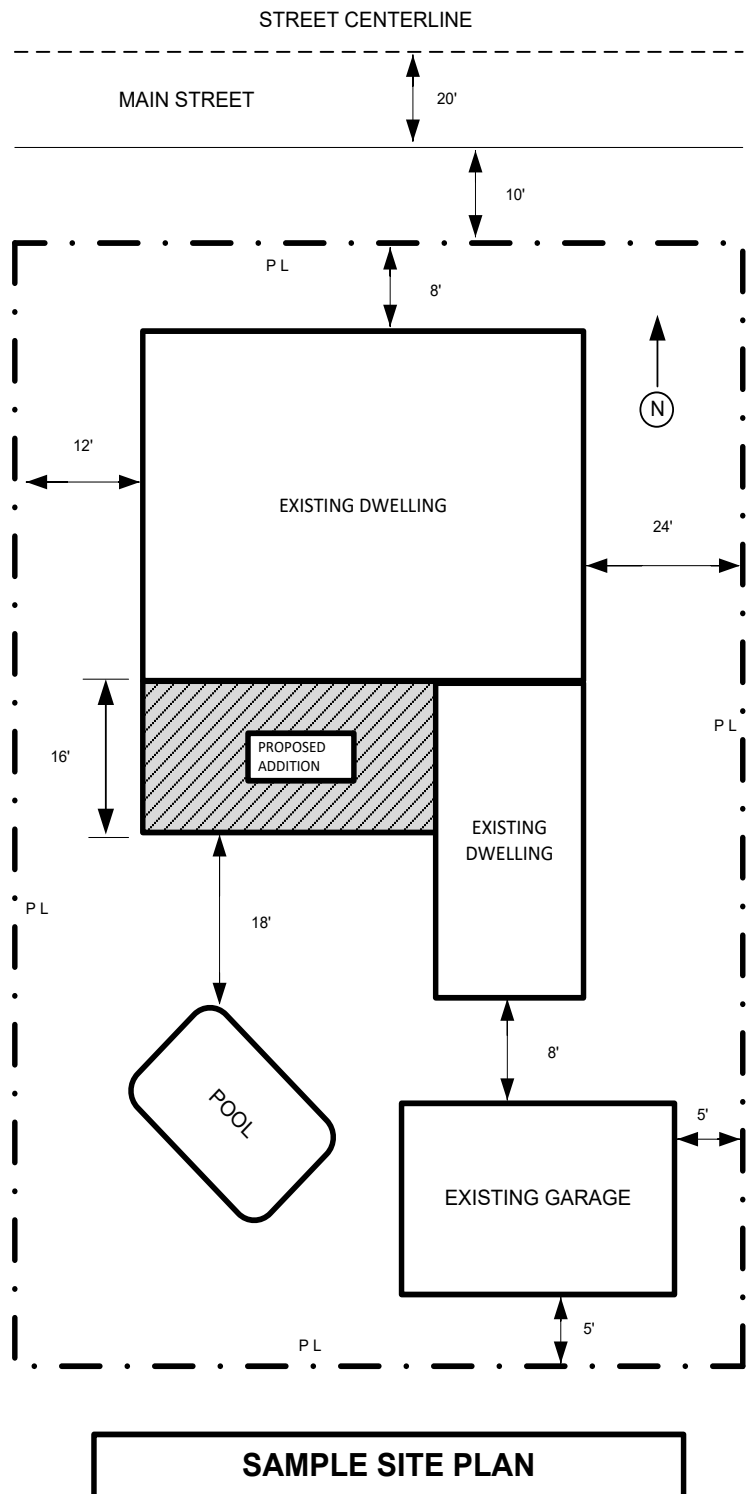 STREET CENTERLINE
MAIN STREET
20'
10'
P L
8'
N
12'
EXISTING DWELLING
24'
P L
16'
PROPOSED
ADDITION
EXISTING
DWELLING
P L
18'
8'
POOL
5'
EXISTING GARAGE
5'
P L
SAMPLE SITE PLAN